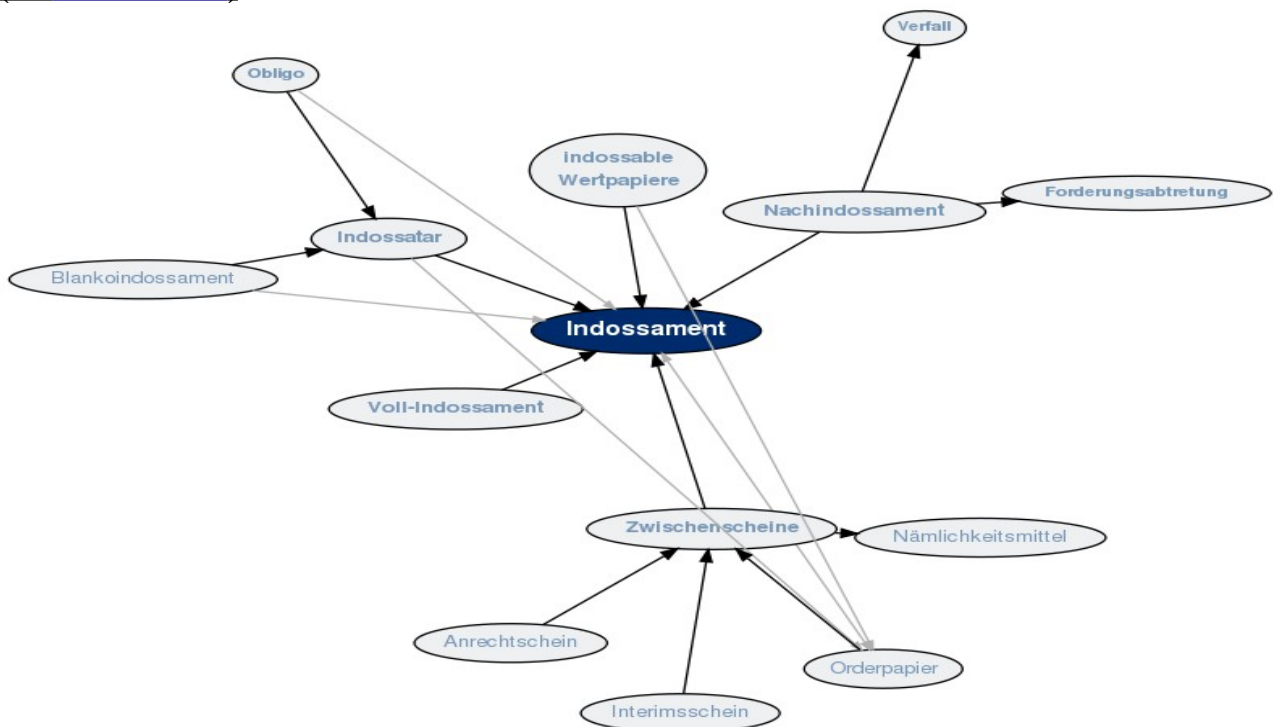 Verfall
Obligo
indossable
Wertpapiere
Forderungsabtretung
Nachindossament
Indossatar
Blankoindossament
Indossament
Voll-Indossament
Zwischenscheine
Nämlichkeitsmittel
Anrechtschein
Orderpapier
Interimsschein